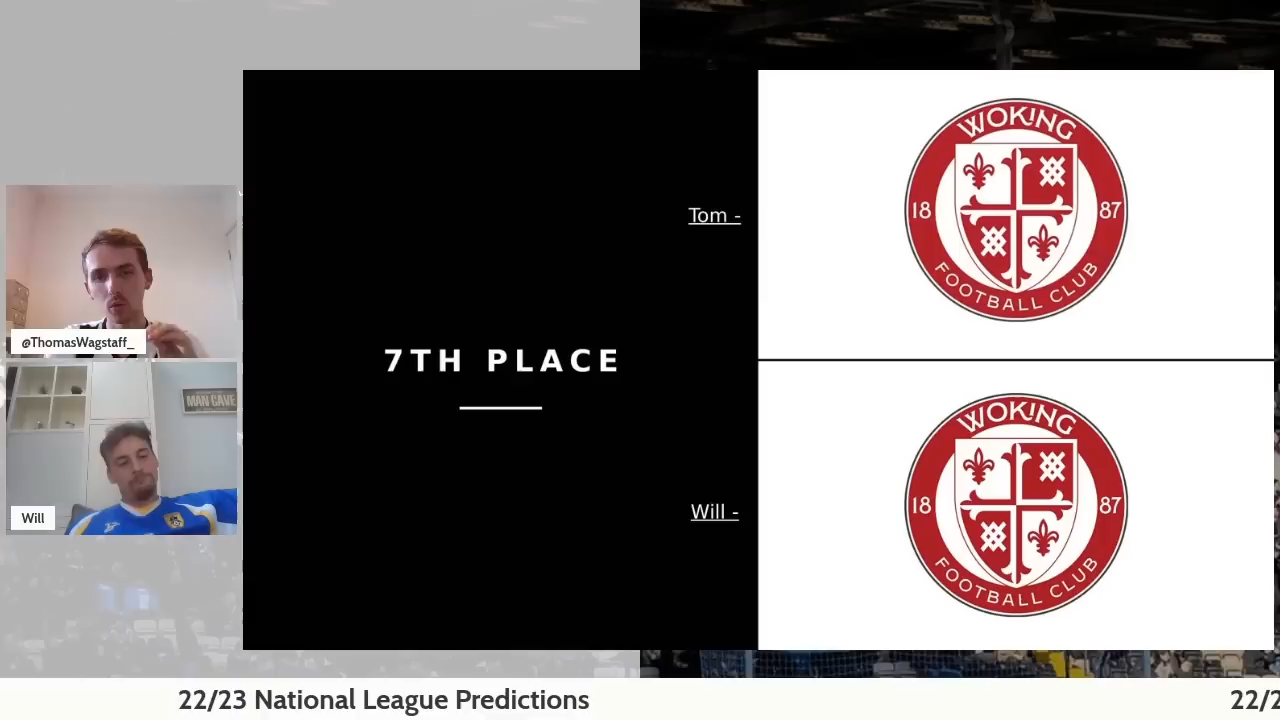 WOKING
18 87
FOOTBALL CLUB
Tom -
7TH PLACE
@ThomasWagstaff_
MAN CAVE
WOKING
18 87
FOOTBALL CLUB
Will -
Will
22/23 National League Predictions
22/2